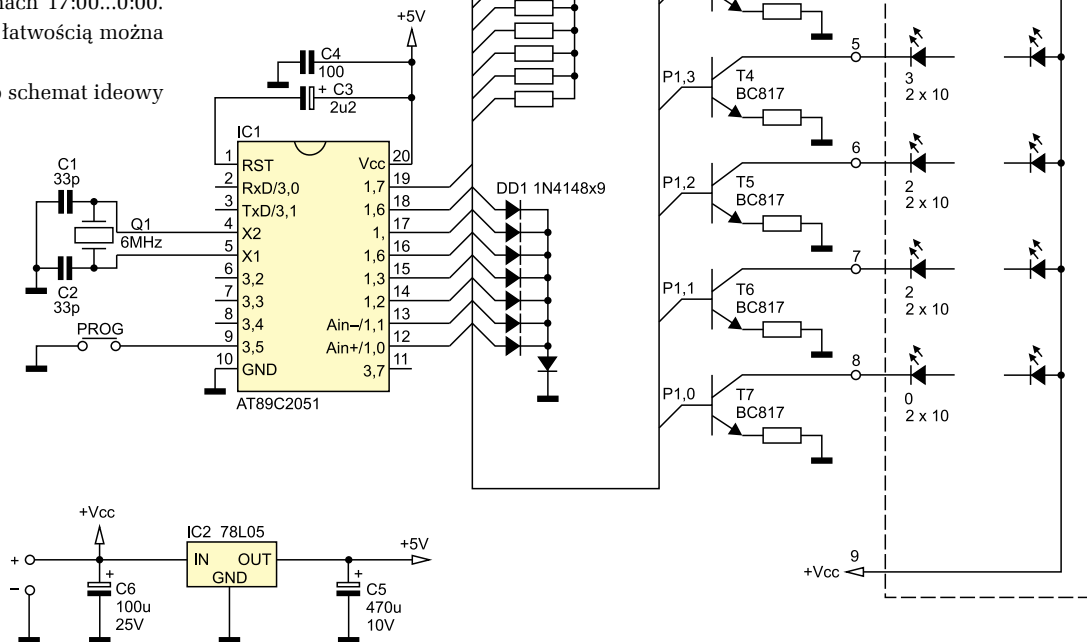 nach 17:00...0:00.
łatwością można
schemat ideowy
+5V
C4
100
+ C3
2u2
IC1
1 RST
2 RxD/3,0
3 TxD/3,1
4 X2
5 X1
6 3,2
7 3,3
8 3,4
9 3,5
10 GND
Vcc 20
1,7 19
1,6 18
1, 17
1,6 16
1,3 15
1,2 14
Ain–/1,1 13
Ain+/1,0 12
3,7 11
AT89C2051
C1
33p
Q1
6MHz
C2
33p
PROG
DD1 1N4148x9
P1,3
T4
BC817
5
3
2 x 10
P1,2
T5
BC817
6
2
2 x 10
P1,1
T6
BC817
7
2
2 x 10
P1,0
T7
BC817
8
0
2 x 10
+Vcc 9
+Vcc
+
–
+
C6
100u
25V
IC2 78L05
IN OUT
GND
+5V
+
C5
470u
10V